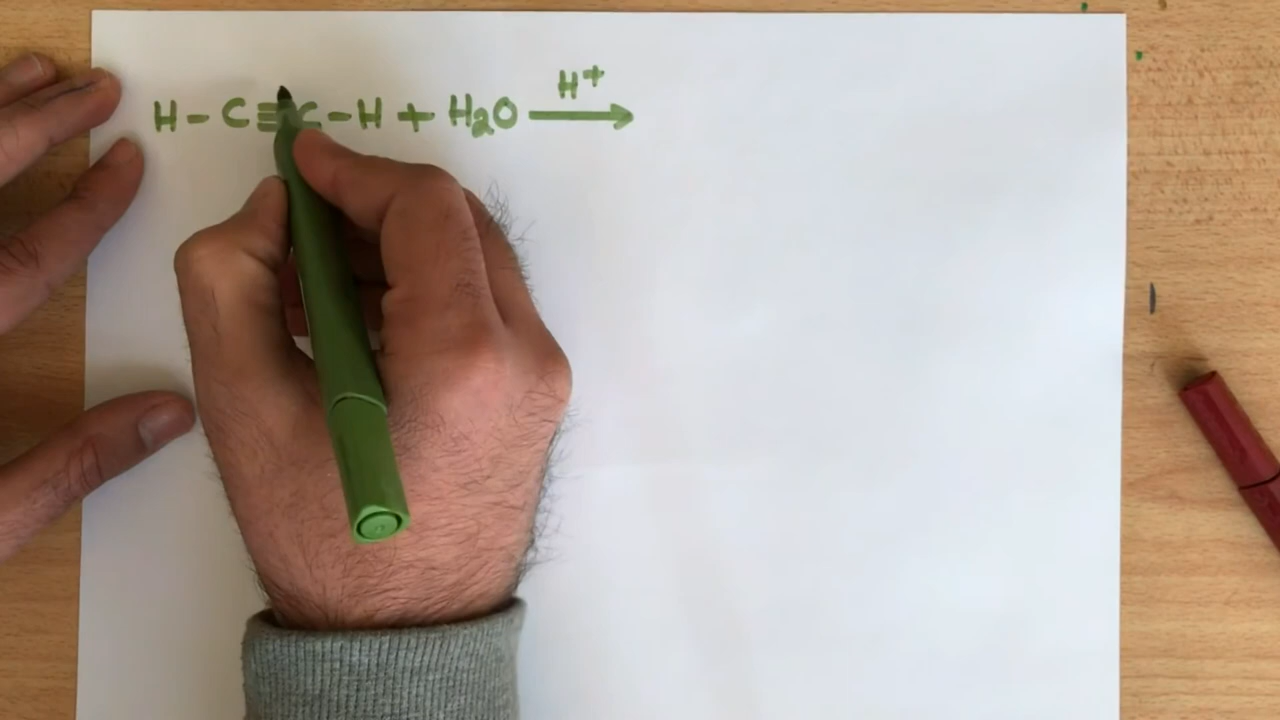 H - C ≡ C - H + H₂O ⟶ H⁺